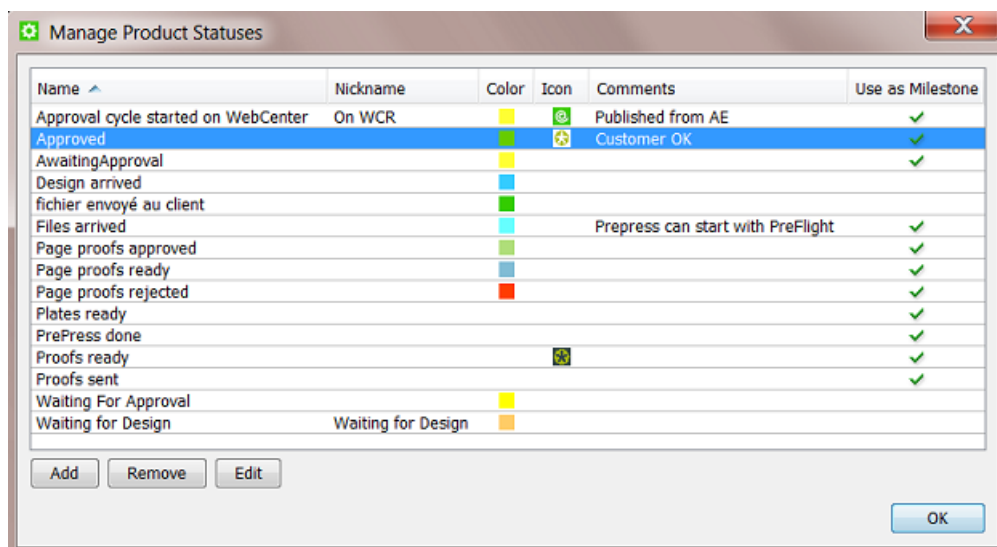 Manage Product Statuses
Name Nickname Color Icon Comments Use as Milestone
Approval cycle started on WebCenter On WCR Published from AE
Approved Customer OK
AwaitingApproval
Design arrived
fichier envoyé au client
Files arrived Prepress can start with PreFlight
Page proofs approved
Page proofs ready
Page proofs rejected
Plates ready
PrePress done
Proofs ready
Proofs sent
Waiting For Approval
Waiting for Design Waiting for Design
Add Remove Edit
OK